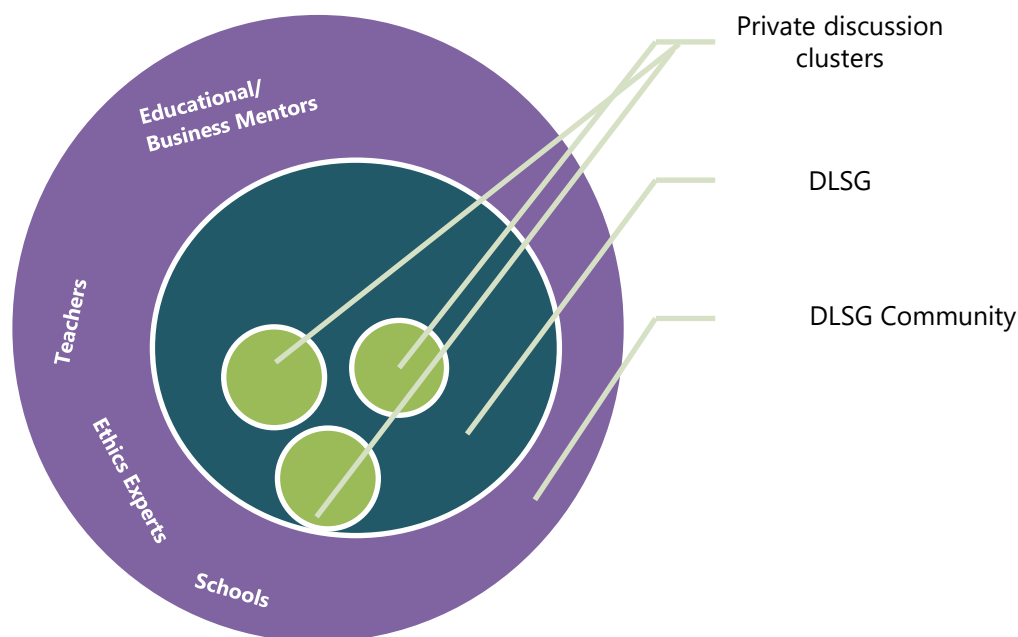 Private discussion
clusters
Educational/
Business Mentors
DLSG
Teachers
DLSG Community
Ethics Experts
Schools